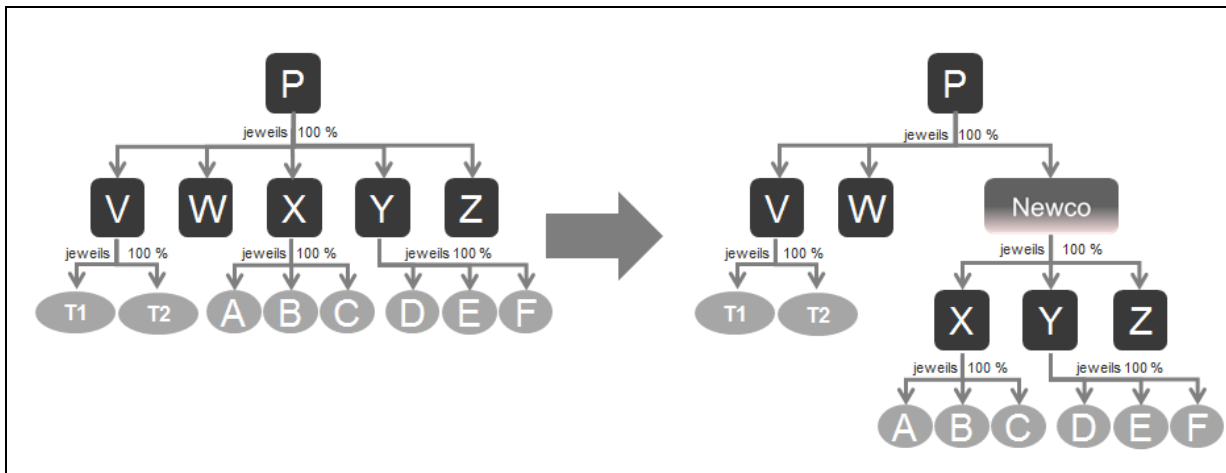 P
jeweils 100 %
V W X Y Z
jeweils 100 % jeweils 100 % jeweils 100 %
T1 T2 A B C D E F
P
jeweils 100 %
V W Newco
jeweils 100 % jeweils 100 %
T1 T2 X Y Z
jeweils 100 % jeweils 100 %
A B C D E F